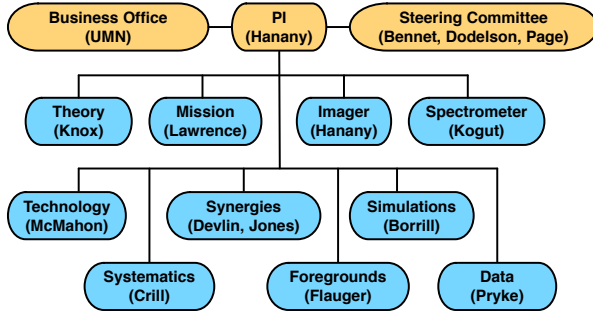 Business Office
(UMN)
PI
(Hanany)
Steering Committee
(Bennet, Dodelson, Page)
Theory
(Knox)
Mission
(Lawrence)
Imager
(Hanany)
Spectrometer
(Kogut)
Technology
(McMahon)
Synergies
(Devlin, Jones)
Simulations
(Borrill)
Systematics
(Crill)
Foregrounds
(Flauger)
Data
(Pryke)